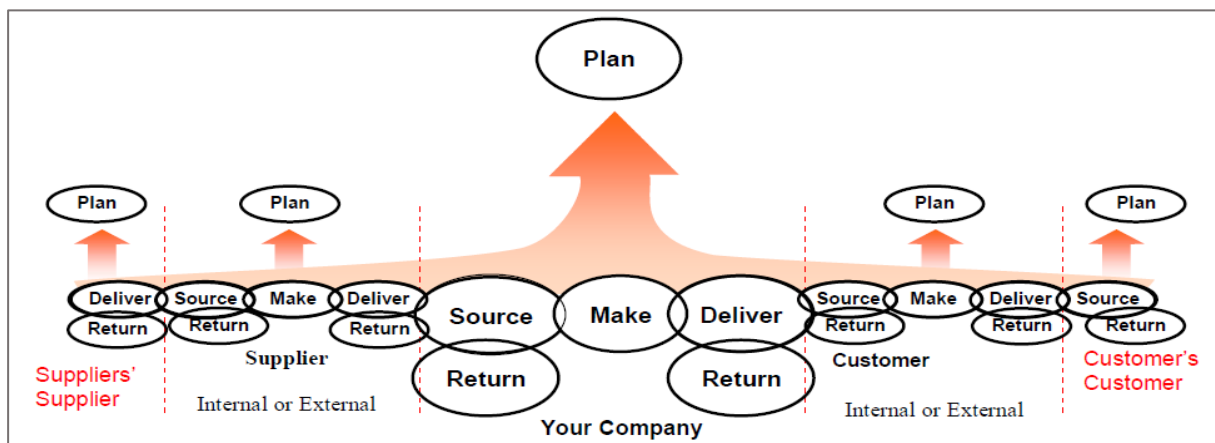 Plan
Plan
Plan
Plan
Plan
Deliver
Source
Make
Deliver
Source
Make
Deliver
Source
Make
Deliver
Source
Return
Return
Return
Return
Return
Return
Return
Return
Supplier
Customer
Suppliers'
Supplier
Customer's
Customer
Internal or External
Internal or External
Your Company